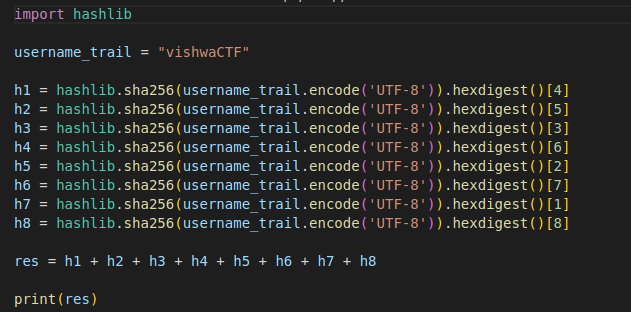 import hashlib
username_trail = "vishwaCTF"
h1 = hashlib.sha256(username_trail.encode('UTF-8')).hexdigest()[4]
h2 = hashlib.sha256(username_trail.encode('UTF-8')).hexdigest()[5]
h3 = hashlib.sha256(username_trail.encode('UTF-8')).hexdigest()[3]
h4 = hashlib.sha256(username_trail.encode('UTF-8')).hexdigest()[6]
h5 = hashlib.sha256(username_trail.encode('UTF-8')).hexdigest()[2]
h6 = hashlib.sha256(username_trail.encode('UTF-8')).hexdigest()[7]
h7 = hashlib.sha256(username_trail.encode('UTF-8')).hexdigest()[1]
h8 = hashlib.sha256(username_trail.encode('UTF-8')).hexdigest()[8]
res = h1 + h2 + h3 + h4 + h5 + h6 + h7 + h8
print(res)